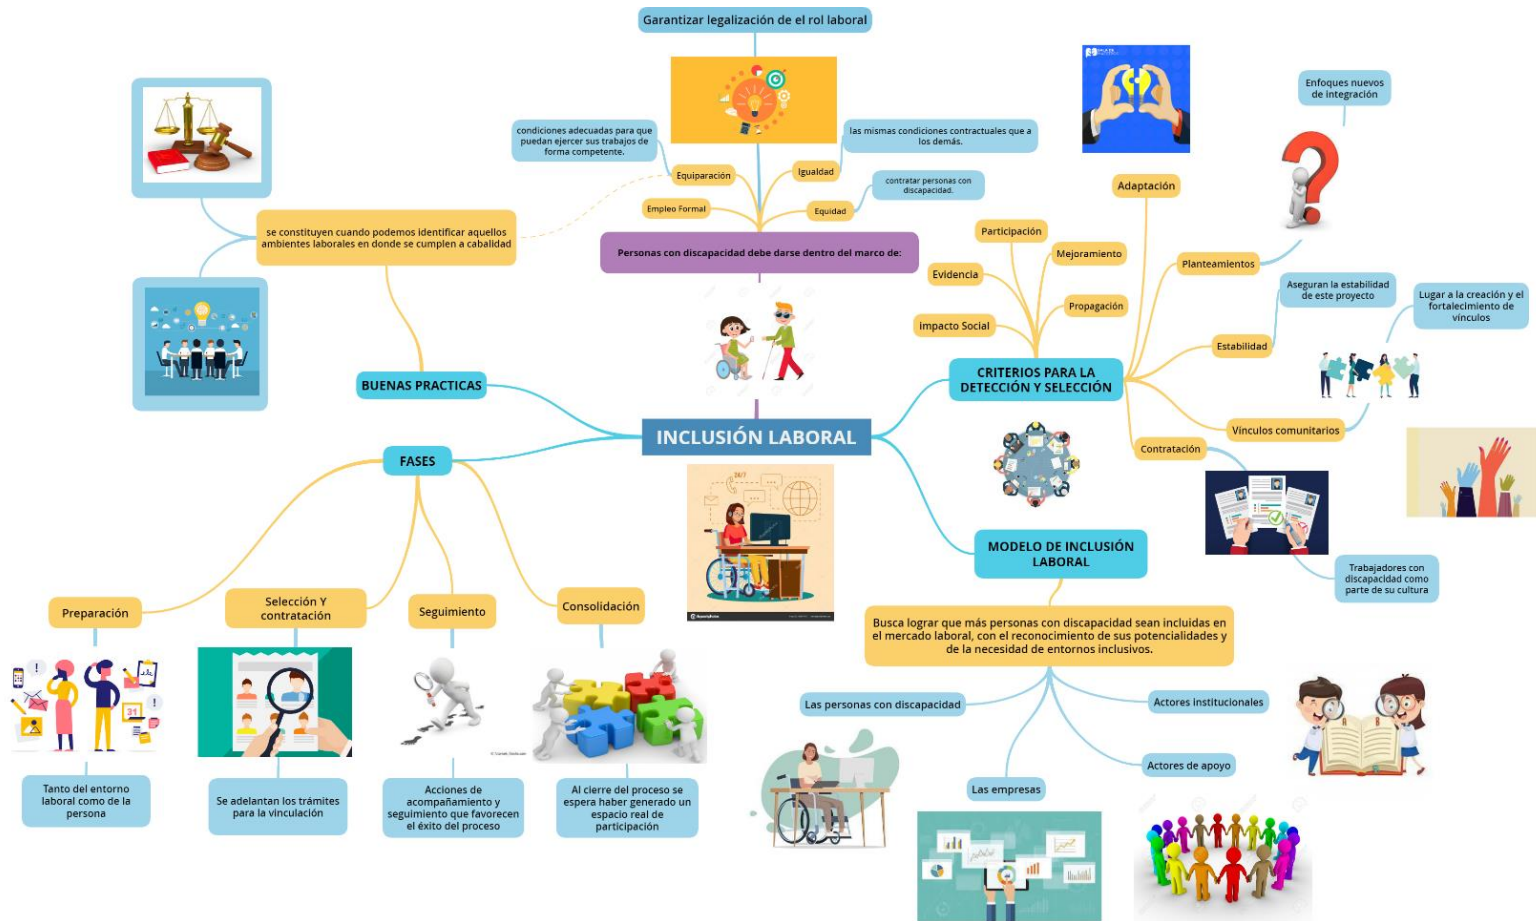 Garantizar legalización de el rol laboral
condiciones adecuadas para que
puedan ejercer sus trabajos de
forma competente.
las mismas condiciones contractuales que a
los demás.
Equiparación
Igualdad
contratar personas con
discapacidad.
Empleo Formal
Equidad
Personas con discapacidad debe darse dentro del marco de:
se constituyen cuando podemos identificar aquellos
ambientes laborales en donde se cumplen a cabalidad
BUENAS PRACTICAS
INCLUSIÓN LABORAL
24/7
Enfoques nuevos
de integración
Adaptación
Participación
Mejoramiento
Evidencia
Propagación
impacto Social
CRITERIOS PARA LA
DETECCIÓN Y SELECCIÓN
Planteamientos
Aseguran la estabilidad
de este proyecto
Estabilidad
Lugar a la creación y el
fortalecimiento de
vínculos
Vínculos comunitarios
Contratación
Trabajadores con
discapacidad como
parte de su cultura
FASES
Preparación
Selección Y
contratación
Seguimiento
Consolidación
31
Tanto del entorno
laboral como de la
persona
Se adelantan los trámites
para la vinculación
Acciones de
acompañamiento y
seguimiento que favorecen
el éxito del proceso
Al cierre del proceso se
espera haber generado un
espacio real de
participación
MODELO DE INCLUSIÓN
LABORAL
Busca lograr que más personas con discapacidad sean incluidas en
el mercado laboral, con el reconocimiento de sus potencialidades y
de la necesidad de entornos inclusivos.
Las personas con discapacidad
Actores institucionales
Actores de apoyo
Las empresas